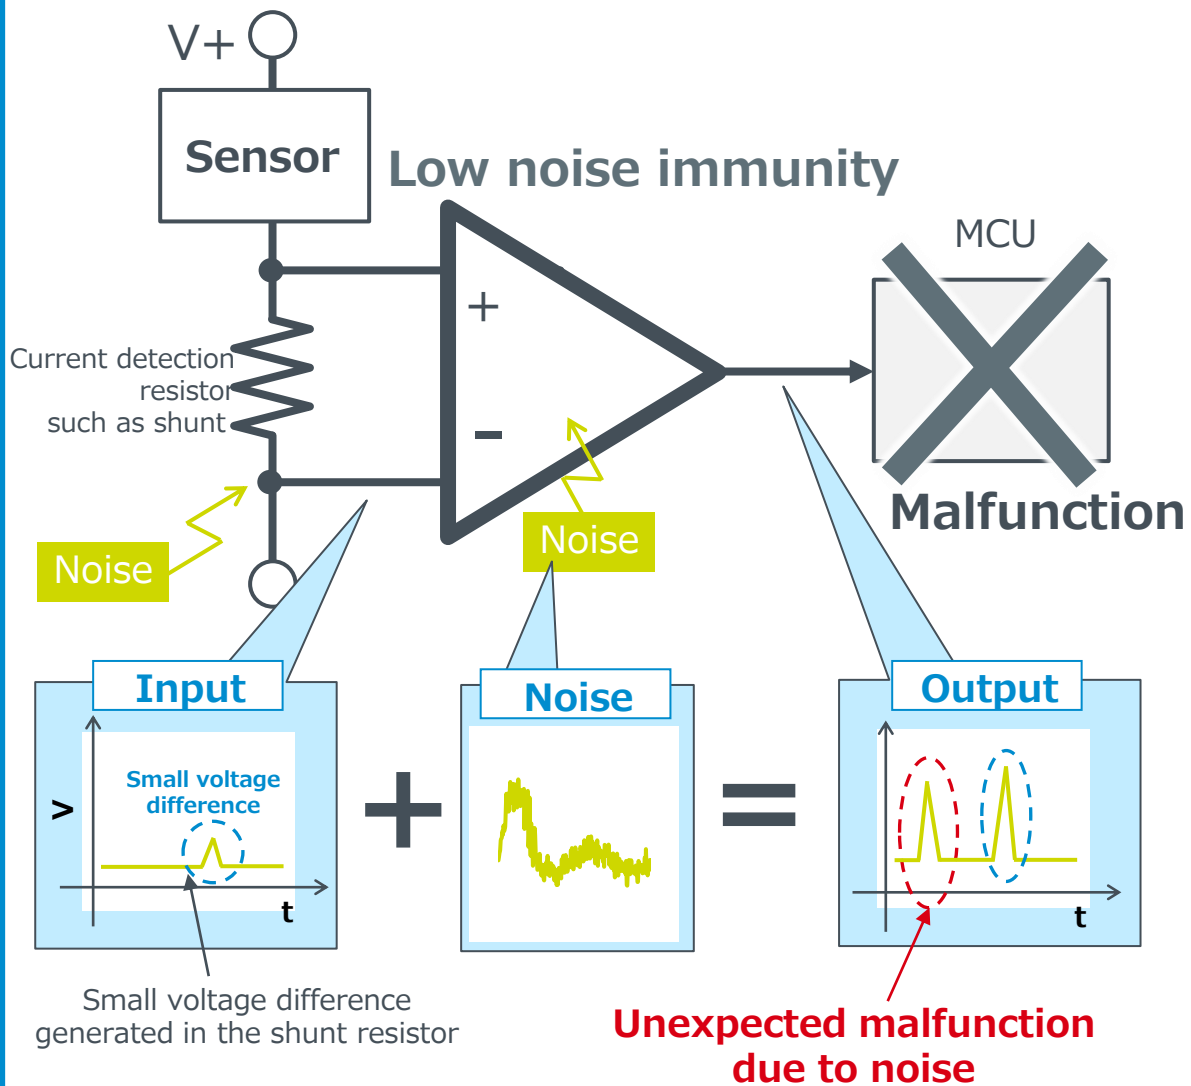 V+
Sensor
Low noise immunity
MCU
+
Current detection
resistor
such as shunt
–
Malfunction
Noise
Noise
Input
Noise
Output
Small voltage
difference
V
+
=
t
t
Small voltage difference
generated in the shunt resistor
Unexpected malfunction
due to noise